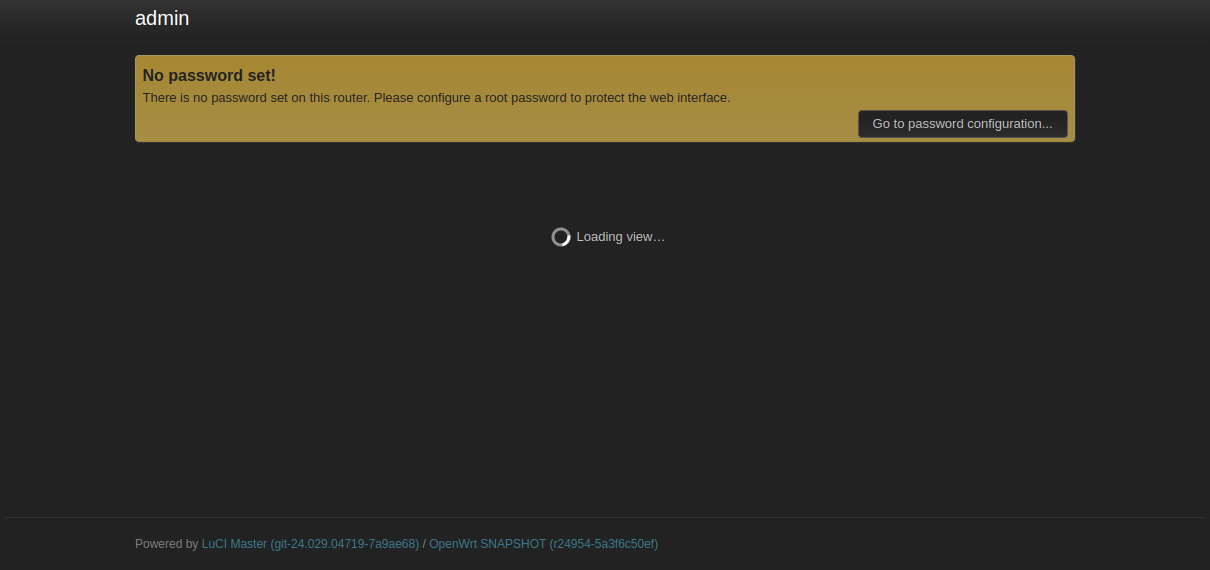 admin
No password set!
There is no password set on this router. Please configure a root password to protect the web interface.
Go to password configuration...
Loading view…
Powered by LuCI Master (git-24.029.04719-7a9ae68) / OpenWrt SNAPSHOT (r24954-5a3f6c50ef)